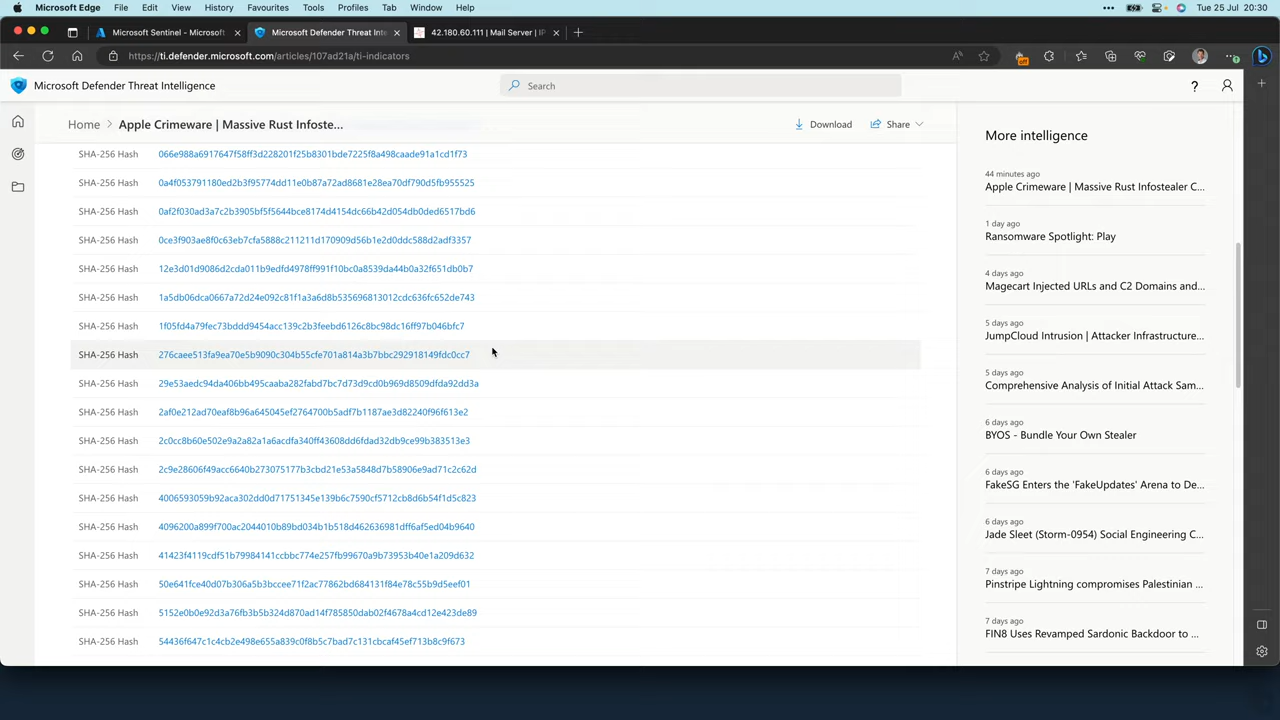 Microsoft Edge File Edit View History Favourites Tools Profiles Tab Window Help Tue 25 Jul 20:30
Microsoft Sentinel - Microsoft Microsoft Defender Threat Inte 42.180.60.111 | Mail Server | IP
https://ti.defender.microsoft.com/articles/107ad21a/ti-indicators
Microsoft Defender Threat Intelligence
Search
Home > Apple Crimeware | Massive Rust Infoste...
Download Share
SHA-256 Hash 066e988a6917647f58ff3d228201f25b8301bde7225f8a498caade91a1cd1f73
SHA-256 Hash 0a4f053791180ed2b3f95774dd11e0b87a72ad8681e28ea70df790d5fb955525
SHA-256 Hash 0af2f030ad3a7c2b3905bf5f5644bce8174d4154dc66b42d054db0ded6517bd6
SHA-256 Hash 0ce3f903ae8f0c63eb7cfa5888c211211d170909d56b1e2d0ddc588d2adf3357
SHA-256 Hash 12e3d01d9086d2cda011b9edfd4978ff991f10bc0a8539da44b0a32f651db0b7
SHA-256 Hash 1a5db06dca0667a72d24e092c81f1a3a6d8b535696813012cdc636fc652de743
SHA-256 Hash 1f05fd4a79fec73bddd9454acc139c2b3feebd6126c8bc98dc16ff97b046bfc7
SHA-256 Hash 276caee513fa9ea70e5b9090c304b55cfe701a814a3b7bbc292918149fdc0cc7
SHA-256 Hash 29e53aedc94da406bb495caaba282fabd7bc7d73d9cd0b969d8509dfda92dd3a
SHA-256 Hash 2af0e212ad70eaf8b96a645045ef2764700b5adf7b1187ae3d82240f96f613e2
SHA-256 Hash 2c0cc8b60e502e9a2a82a1a6acdfa340ff43608dd6fdad32db9ce99b383513e3
SHA-256 Hash 2c9e28606f49acc6640b273075177b3cbd21e53a5848d7b58906e9ad71c2c62d
SHA-256 Hash 4006593059b92aca302dd0d71751345e139b6c7590cf5712cb8d6b54f1d5c823
SHA-256 Hash 4096200a899f700ac2044010b89bd034b1b518d462636981dff6af5ed04b9640
SHA-256 Hash 41423f4119cdf51b79984141ccbbc774e257fb99670a9b73953b40e1a209d632
SHA-256 Hash 50e641fce40d07b306a5b3bccee71f2ac77862bd684131f84e78c55b9d5eef01
SHA-256 Hash 5152e0b0e92d3a76fb3b5b324d870ad14f785850dab02f4678a4cd12e423de89
SHA-256 Hash 54436f647c1c4cb2e498e655a839c0f8b5c7bad7c131cbcaf45ef713b8c9f673
More intelligence
44 minutes ago
Apple Crimeware | Massive Rust Infostealer C...
1 day ago
Ransomware Spotlight: Play
4 days ago
Magecart Injected URLs and C2 Domains and...
5 days ago
JumpCloud Intrusion | Attacker Infrastructure...
5 days ago
Comprehensive Analysis of Initial Attack Sam...
6 days ago
BYOS - Bundle Your Own Stealer
6 days ago
FakeSG Enters the 'FakeUpdates' Arena to De...
6 days ago
Jade Sleet (Storm-0954) Social Engineering C...
7 days ago
Pinstripe Lightning compromises Palestinian ...
7 days ago
FIN8 Uses Revamped Sardonic Backdoor to ...